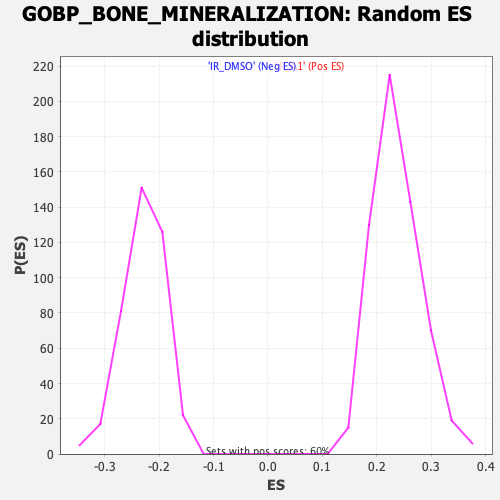 GOBP_BONE_MINERALIZATION: Random ES
distribution
'IR_DMSO' (Neg ES).1' (Pos ES)
220
200
180
160
140
120
100
80
60
40
20
0
P(ES)
Sets with pos scores: 60%
-0.3 -0.2 -0.1 0.0 0.1 0.2 0.3 0.4
ES